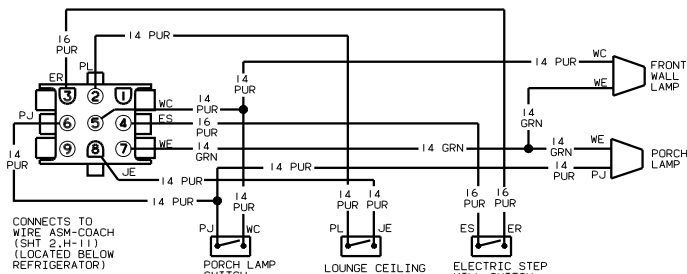 16
PUR
14 PUR
ER
PL
14 PUR
WC
FRONT
WALL
LAMP
WE
14
PUR
3
2
1
WC
14
PUR
PJ
6
5
4
ES
16
PUR
14
GRN
9
8
7
WE
14
GRN
14 GRN
14
GRN
WE
PORCH
LAMP
14
PUR
JE
14 PUR
14
PUR
PJ
14 PUR
14
PUR
14
PUR
14
PUR
16
PUR
16
PUR
CONNECTS TO
WIRE ASM-COACH
(SHT 2,H-11)
(LOCATED BELOW
REFRIGERATOR)
PJ
WC
PL
JE
ES
ER
PORCH LAMP
SWITCH
LOUNGE CEILING
ELECTRIC STEP